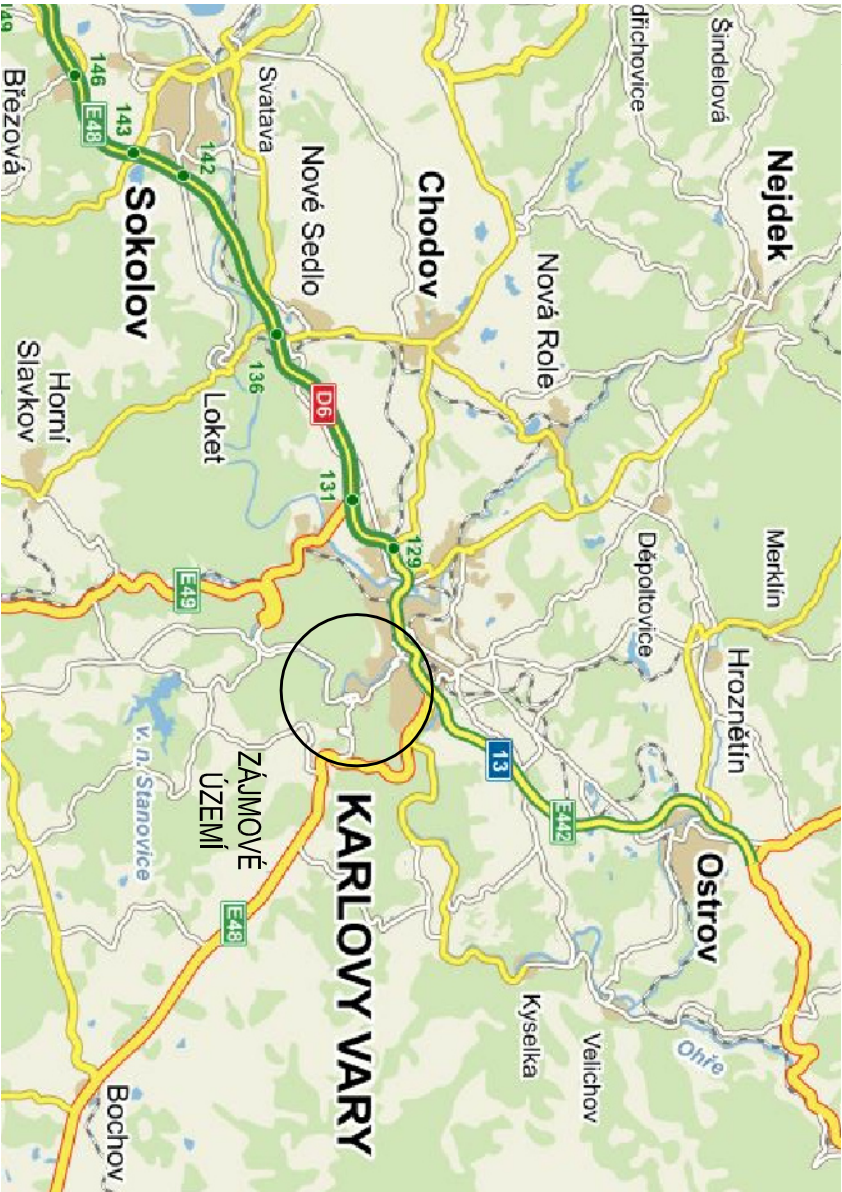 Nejdek
Merklín
Šindelová
Hroznětín
Ostrov
Ohře
dřichovice
Děpoltovice
Velichov
E442
Nová Role
Kyselka
13
Chodov
129
KARLOVY VARY
131
D6
Nové Sedlo
Svatava
136
ZÁJMOVÉ
ÚZEMÍ
E48
Loket
142
E49
Sokolov
v. n. Stanovice
143
Bochov
146
E48
Horní
Slavkov
Březová
49